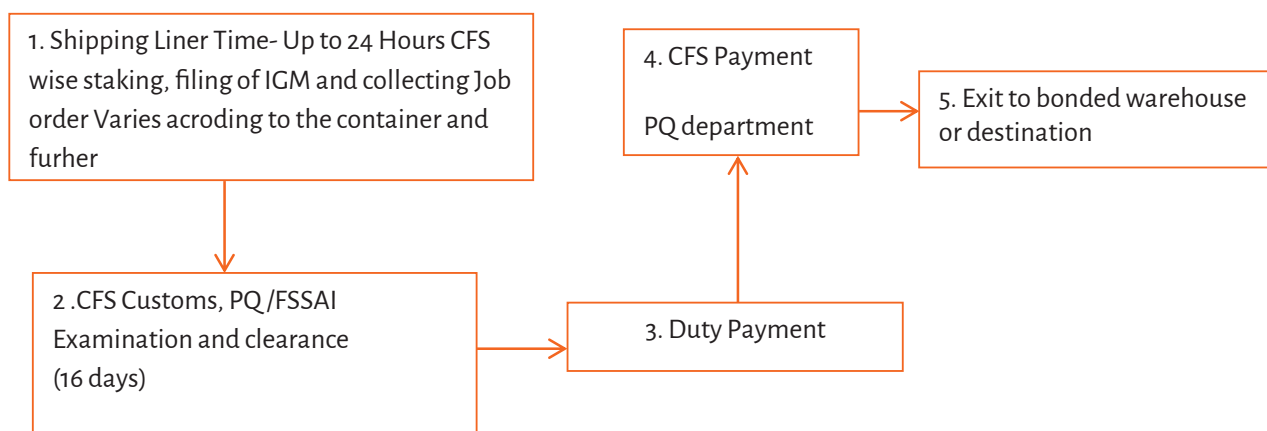 1. Shipping Liner Time- Up to 24 Hours CFS
wise staking, filing of IGM and collecting Job
order Varies acroding to the container and
furher
2 .CFS Customs, PQ/FSSAI
Examination and clearance
(16 days)
3. Duty Payment
4. CFS Payment
PQ department
5. Exit to bonded warehouse
or destination